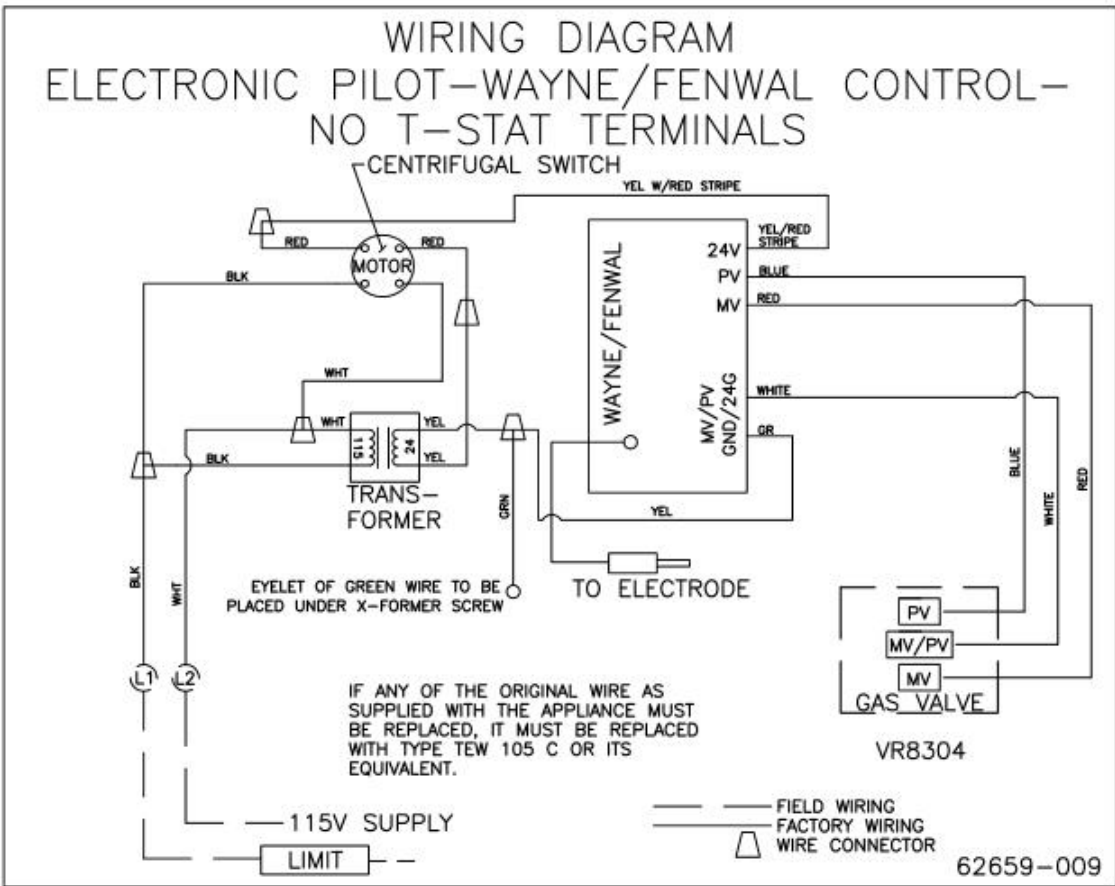 WIRING DIAGRAM
ELECTRONIC PILOT-WAYNE/FENWAL CONTROL-
NO T-STAT TERMINALS
CENTRIFUGAL SWITCH
YEL W/RED STRIPE
RED
RED
MOTOR
BLK
WHT
WAYNE/FENWAL
24V
YEL/RED
STRIPE
PV
BLUE
MV
RED
MV/PV
GND/24G
WHITE
GR
WHT
115
24
YEL
BLK
YEL
TRANS-
FORMER
GRN
YEL
BLUE
WHITE
RED
BLK
WHT
EYELET OF GREEN WIRE TO BE
PLACED UNDER X-FORMER SCREW
TO ELECTRODE
PV
MV/PV
MV
GAS VALVE
VR8304
L1
L2
IF ANY OF THE ORIGINAL WIRE AS
SUPPLIED WITH THE APPLIANCE MUST
BE REPLACED, IT MUST BE REPLACED
WITH TYPE TEW 105 C OR ITS
EQUIVALENT.
115V SUPPLY
LIMIT
FIELD WIRING
FACTORY WIRING
WIRE CONNECTOR
62659-009